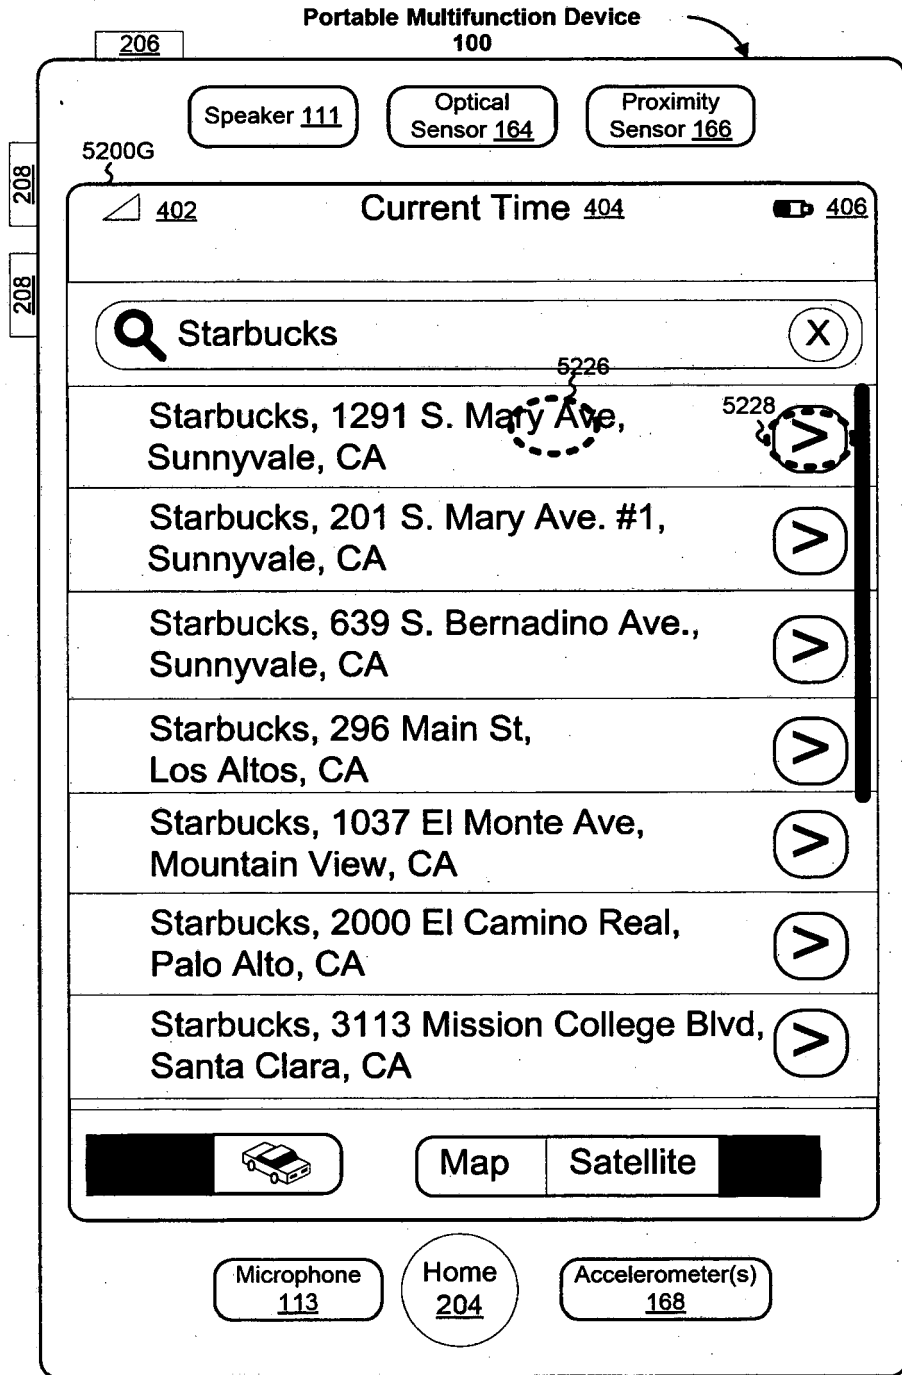 Portable Multifunction Device
100
206
Speaker 111
Optical
Sensor 164
Proximity
Sensor 166
5200G
208
208
402
Current Time 404
406
Starbucks
X
5226
5228
Starbucks, 1291 S. Mary Ave,
Sunnyvale, CA
>
Starbucks, 201 S. Mary Ave. #1,
Sunnyvale, CA
>
Starbucks, 639 S. Bernadino Ave.,
Sunnyvale, CA
>
Starbucks, 296 Main St,
Los Altos, CA
>
Starbucks, 1037 El Monte Ave,
Mountain View, CA
>
Starbucks, 2000 El Camino Real,
Palo Alto, CA
>
Starbucks, 3113 Mission College Blvd,
Santa Clara, CA
>
Map
Satellite
Microphone
113
Home
204
Accelerometer(s)
168